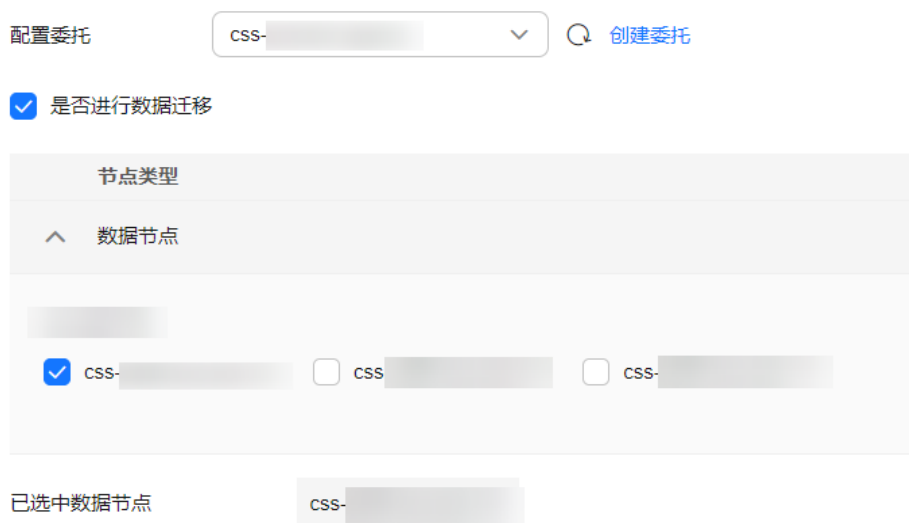 配置委托 css- 创建委托
是否进行数据迁移
节点类型
数据节点
css- css css-
已选中数据节点 css-